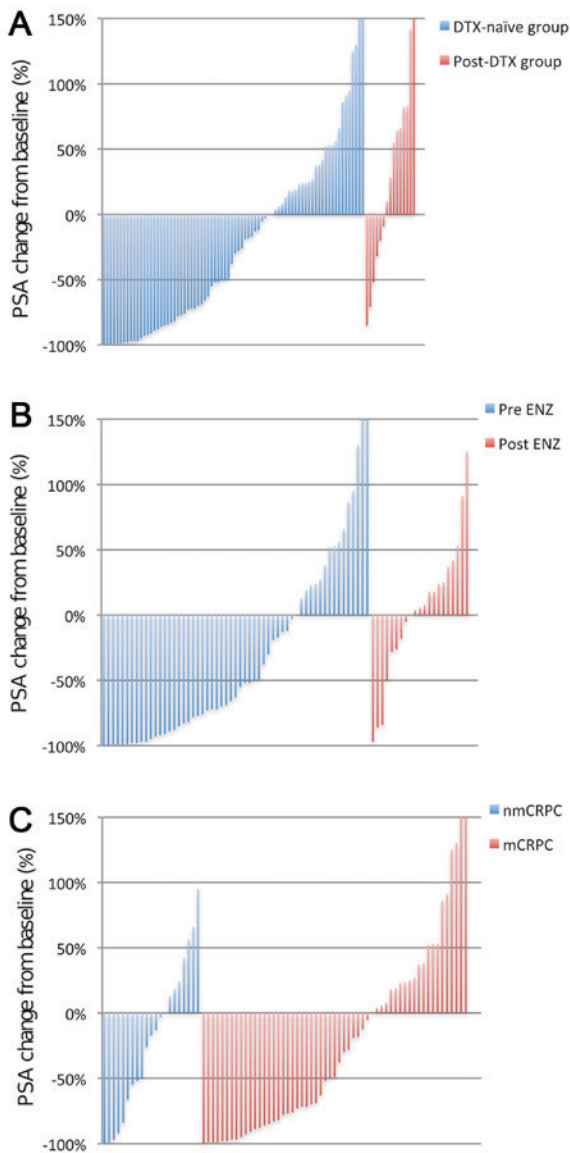 A
DTX-naïve group
Post-DTX group
PSA change from baseline (%)
150%
100%
50%
0%
-50%
-100%
B
Pre ENZ
Post ENZ
PSA change from baseline (%)
150%
100%
50%
0%
-50%
-100%
C
nmCRPC
mCRPC
PSA change from baseline (%)
150%
100%
50%
0%
-50%
-100%